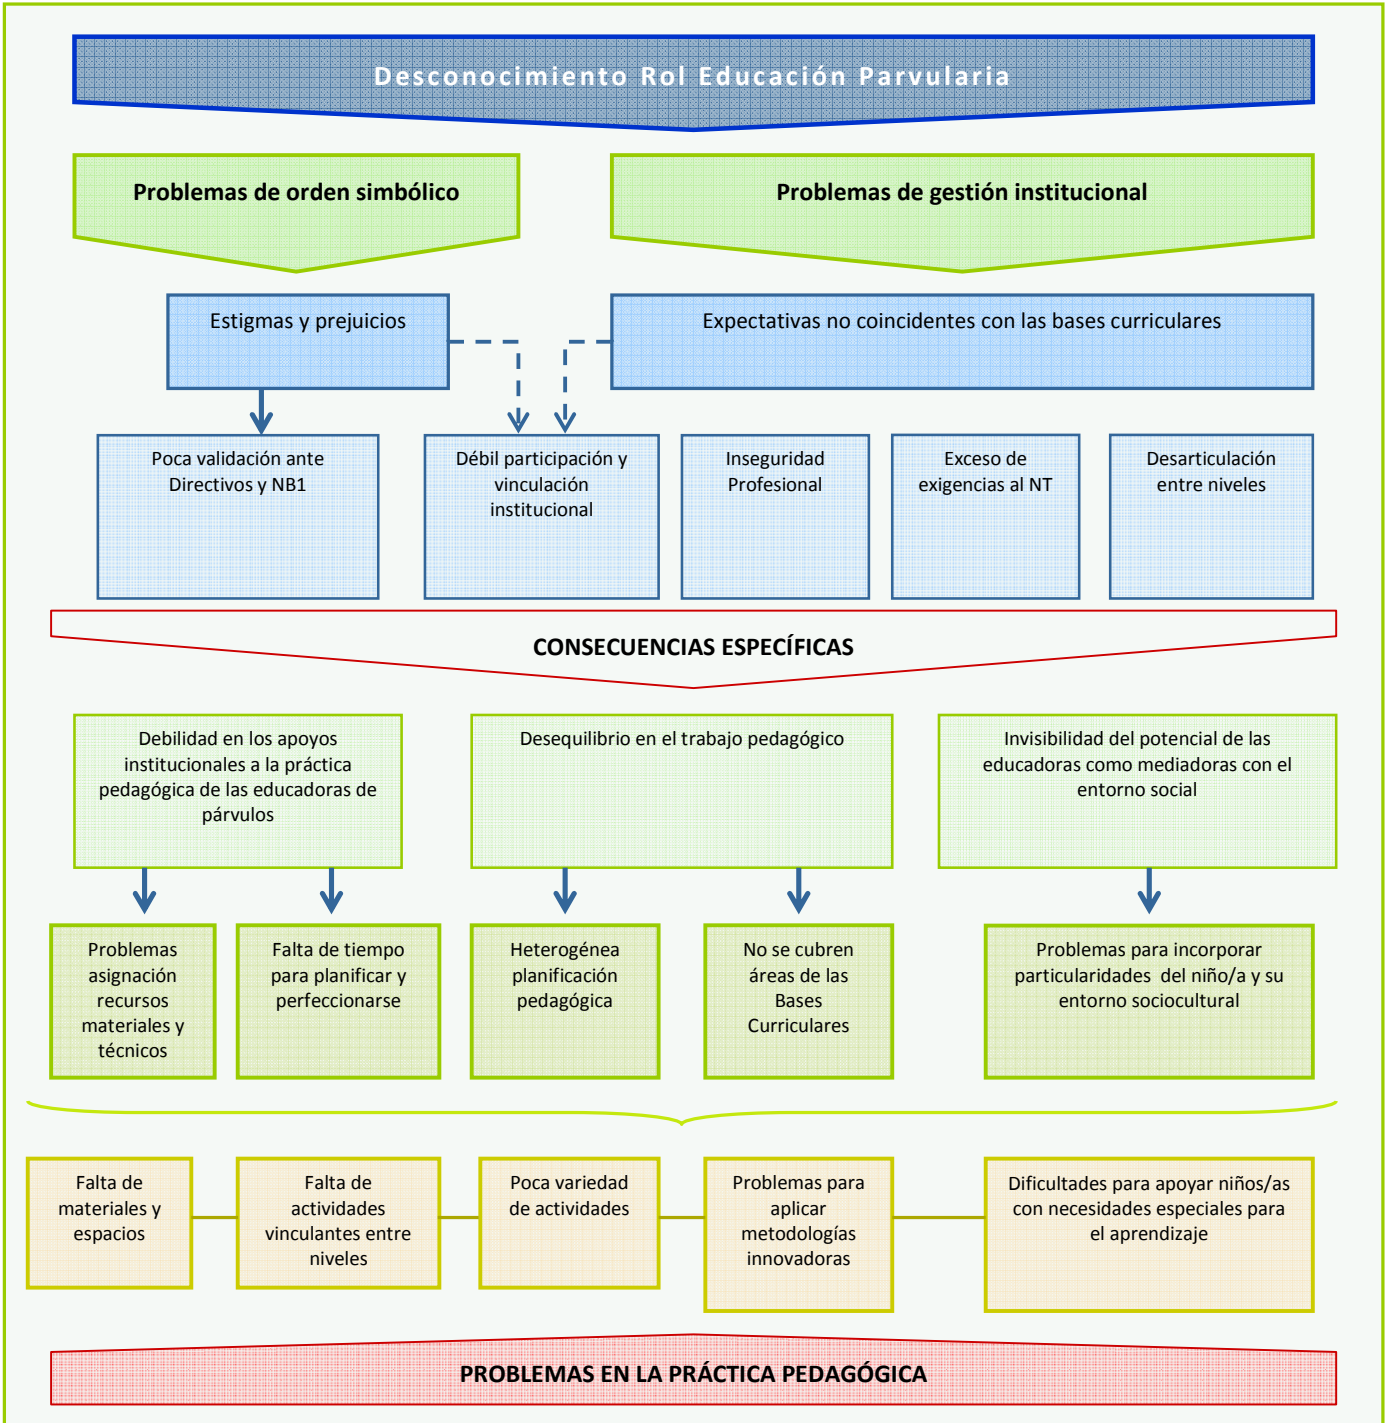 Desconocimiento Rol Educación Parvularia
Problemas de orden simbólico
Problemas de gestión institucional
Estigmas y prejuicios
Expectativas no coincidentes con las bases curriculares
Poca validación ante
Directivos y NB1
Débil participación y
vinculación
institucional
Inseguridad
Profesional
Exceso de
exigencias al NT
Desarticulación
entre niveles
CONSECUENCIAS ESPECÍFICAS
Debilidad en los apoyos
institucionales a la práctica
pedagógica de las educadoras de
párvulos
Desequilibrio en el trabajo pedagógico
Invisibilidad del potencial de las
educadoras como mediadoras con el
entorno social
Problemas
asignación
recursos
materiales y
técnicos
Falta de tiempo
para planificar y
perfeccionarse
Heterogénea
planificación
pedagógica
No se cubren
áreas de las
Bases
Curriculares
Problemas para incorporar
particularidades del niño/a y su
entorno sociocultural
Falta de
materiales y
espacios
Falta de
actividades
vinculantes entre
niveles
Poca variedad
de actividades
Problemas para
aplicar
metodologías
innovadoras
Dificultades para apoyar niños/as
con necesidades especiales para
el aprendizaje
PROBLEMAS EN LA PRÁCTICA PEDAGÓGICA